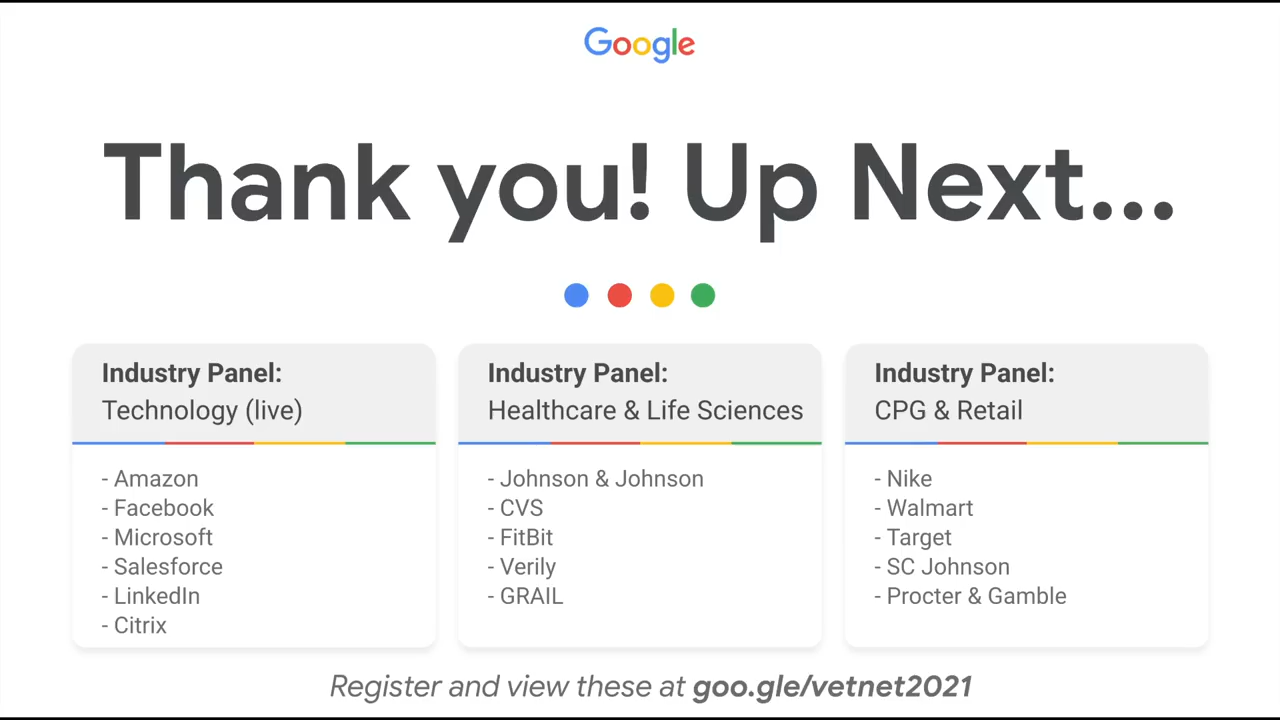 Google
Thank you! Up Next...
Industry Panel:
Technology (live)
- Amazon
- Facebook
- Microsoft
- Salesforce
- LinkedIn
- Citrix
Industry Panel:
Healthcare & Life Sciences
- Johnson & Johnson
- CVS
- FitBit
- Verily
- GRAIL
Industry Panel:
CPG & Retail
- Nike
- Walmart
- Target
- SC Johnson
- Procter & Gamble
Register and view these at goo.gle/vetnet2021